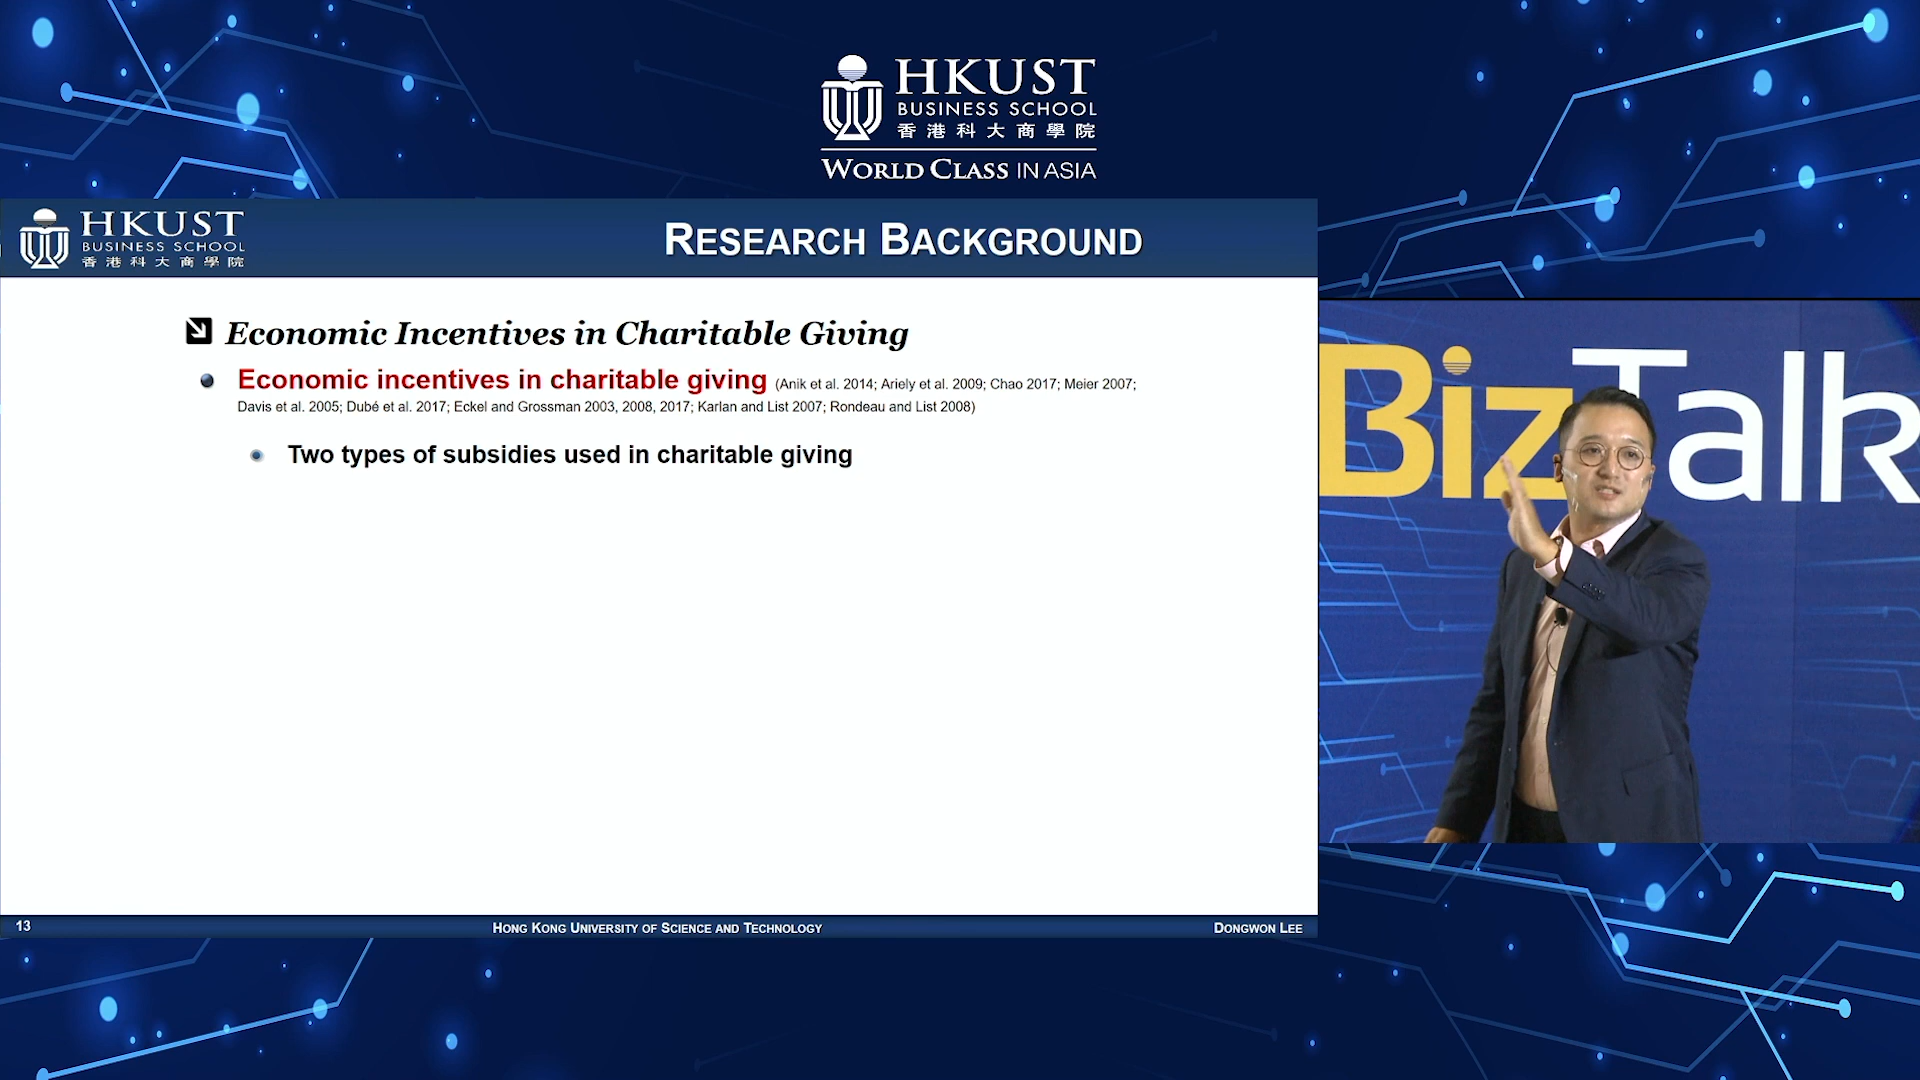 HKUST
BUSINESS SCHOOL
香港科大商學院
WORLD CLASS IN ASIA
HKUST
BUSINESS SCHOOL
香港科大商學院
RESEARCH BACKGROUND
Economic Incentives in Charitable Giving
Economic incentives in charitable giving (Anik et al. 2014; Ariely et al. 2009; Chao 2017; Meier 2007;
Davis et al. 2005; Dubé et al. 2017; Eckel and Grossman 2003, 2008, 2017; Karlan and List 2007; Rondeau and List 2008)
Two types of subsidies used in charitable giving
BizTalk
13
HONG KONG UNIVERSITY OF SCIENCE AND TECHNOLOGY
DONGWON LEE